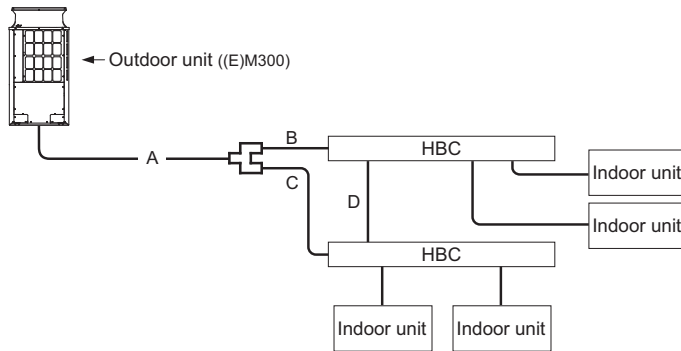 Outdoor unit ((E)M300)
A
B
C
D
HBC
HBC
Indoor unit
Indoor unit
Indoor unit
Indoor unit